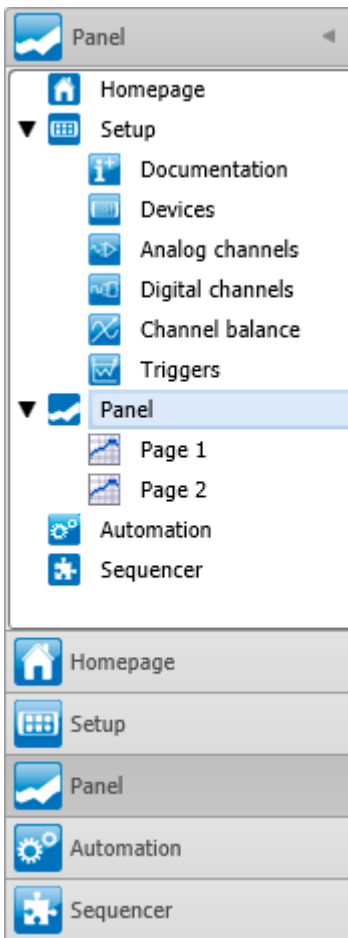 Panel
Homepage
Setup
Documentation
Devices
Analog channels
Digital channels
Channel balance
Triggers
Panel
Page 1
Page 2
Automation
Sequencer
Homepage
Setup
Panel
Automation
Sequencer